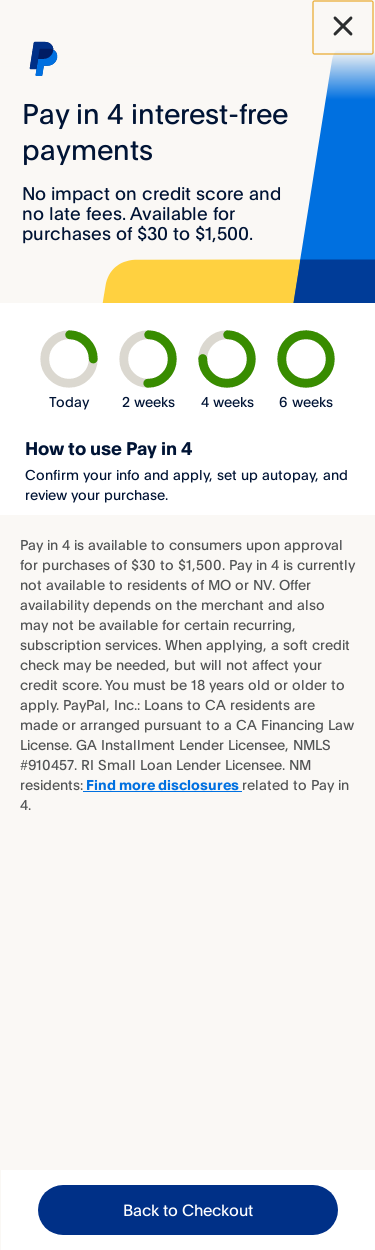 Pay in 4 interest-free
payments
No impact on credit score and
no late fees. Available for
purchases of $30 to $1,500.
Today
2 weeks
4 weeks
6 weeks
How to use Pay in 4
Confirm your info and apply, set up autopay, and
review your purchase.
Pay in 4 is available to consumers upon approval
for purchases of $30 to $1,500. Pay in 4 is currently
not available to residents of MO or NV. Offer
availability depends on the merchant and also
may not be available for certain recurring,
subscription services. When applying, a soft credit
check may be needed, but will not affect your
credit score. You must be 18 years old or older to
apply. PayPal, Inc.: Loans to CA residents are
made or arranged pursuant to a CA Financing Law
License. GA Installment Lender Licensee, NMLS
#910457. RI Small Loan Lender Licensee. NM
residents: Find more disclosures related to Pay in
4.
Back to Checkout